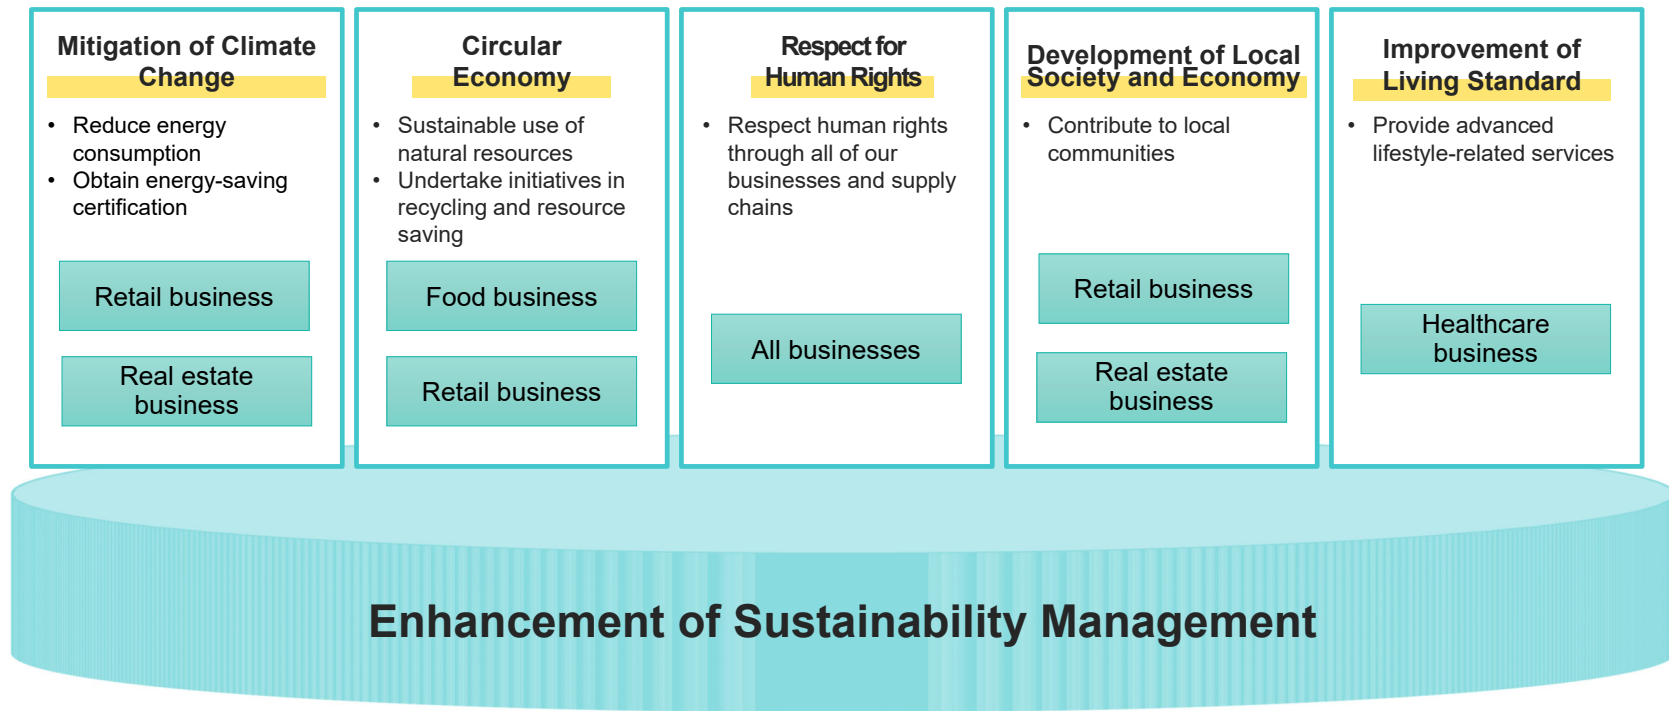 Mitigation of Climate
Change
• Reduce energy
consumption
• Obtain energy-saving
certification
Retail business
Real estate
business
Circular
Economy
• Sustainable use of
natural resources
• Undertake initiatives in
recycling and resource
saving
Food business
Retail business
Respect for
Human Rights
• Respect human rights
through all of our
businesses and supply
chains
All businesses
Development of Local
Society and Economy
• Contribute to local
communities
Retail business
Real estate
business
Improvement of
Living Standard
• Provide advanced
lifestyle-related services
Healthcare
business
Enhancement of Sustainability Management